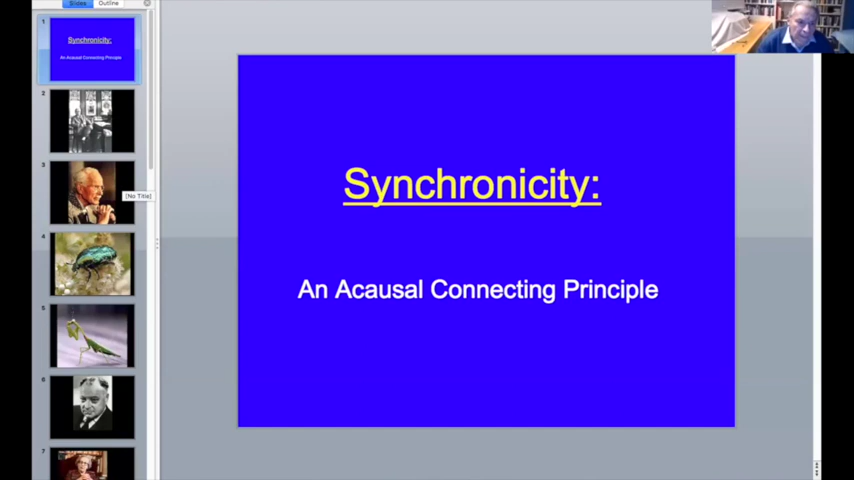 Slides
Outline
1
Synchronicity:
An Acausal Connecting Principle
2
3
[No Title]
4
5
6
7
Synchronicity:
An Acausal Connecting Principle